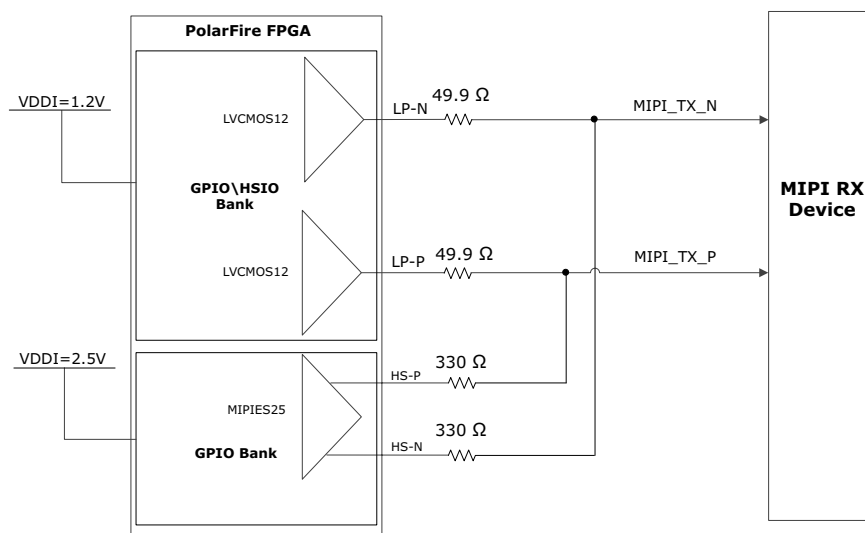 PolarFire FPGA
VDDI=1.2V
LVCMOS12
LP-N
49.9 Ω
MIPI_TX_N
GPIO\HSIO
Bank
MIPI RX
Device
LVCMOS12
LP-P
49.9 Ω
MIPI_TX_P
VDDI=2.5V
HS-P
330 Ω
MIPIES25
GPIO Bank
HS-N
330 Ω